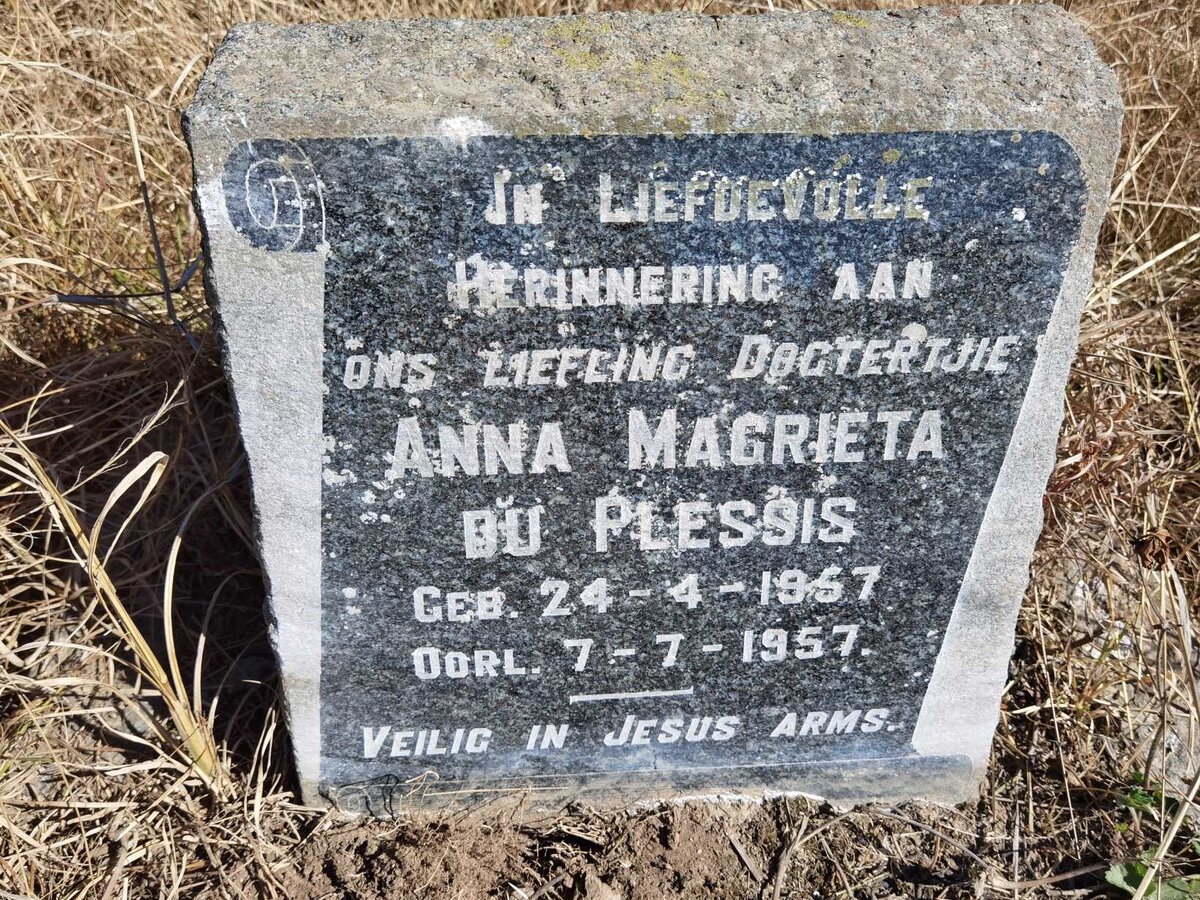 IN LIEFDEVOLLE
HERINNERING AAN
ONS LIEFLING DOGTERTJIE
ANNA MAGRIETA
DU PLESSIS
GEB. 24-4-1957
OORL. 7-7-1957.
VEILIG IN JESUS ARMS.